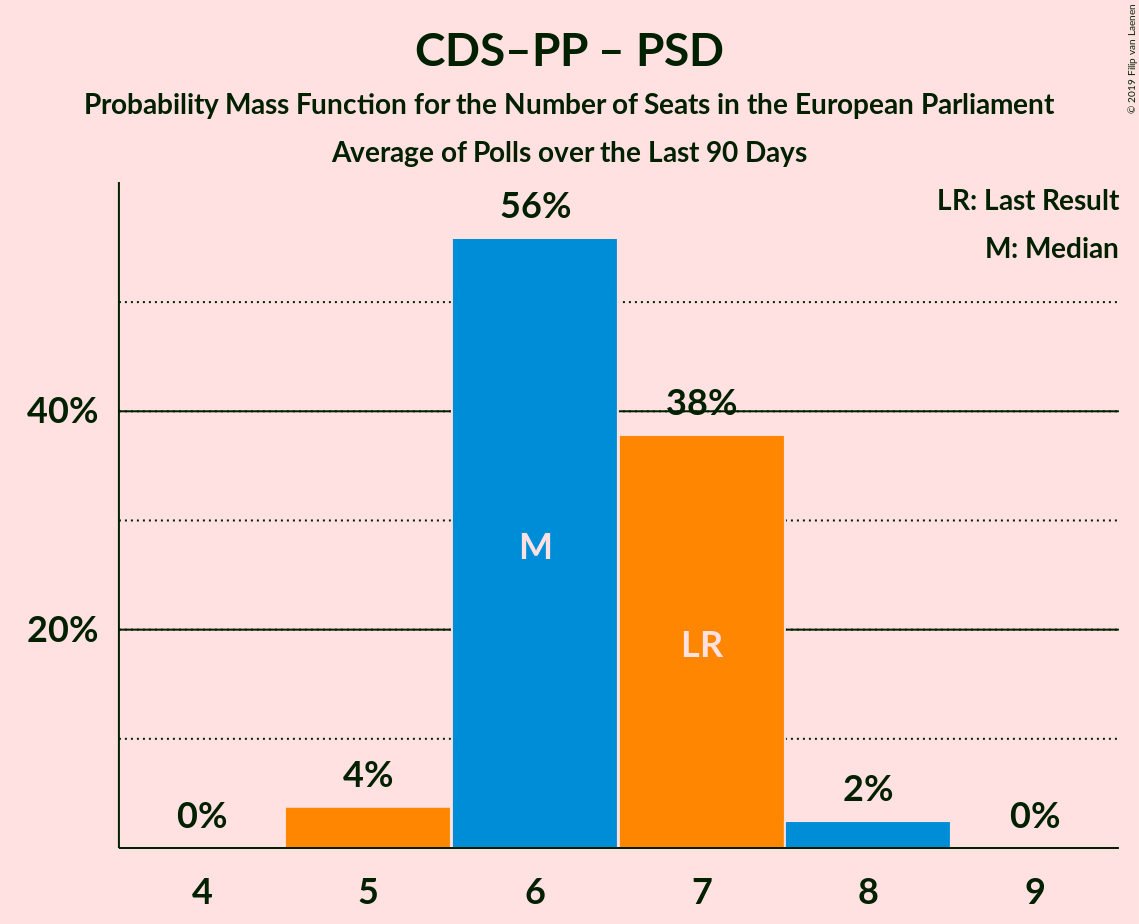 CDS–PP – PSD
Probability Mass Function for the Number of Seats in the European Parliament
Average of Polls over the Last 90 Days
© 2019 Filip van Laenen
LR: Last Result
M: Median
56%
40%
38%
M
20%
LR
4%
2%
0%
0%
4 5 6 7 8 9